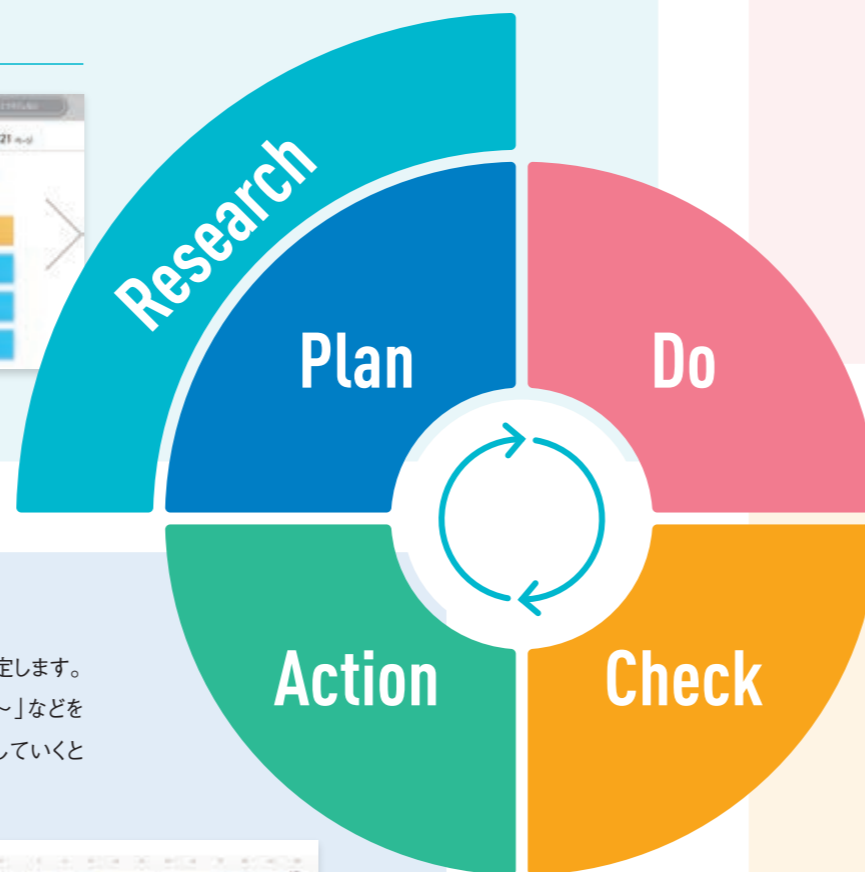 Research
Plan
Do
Action
Check
定します。
～」などを
していくと